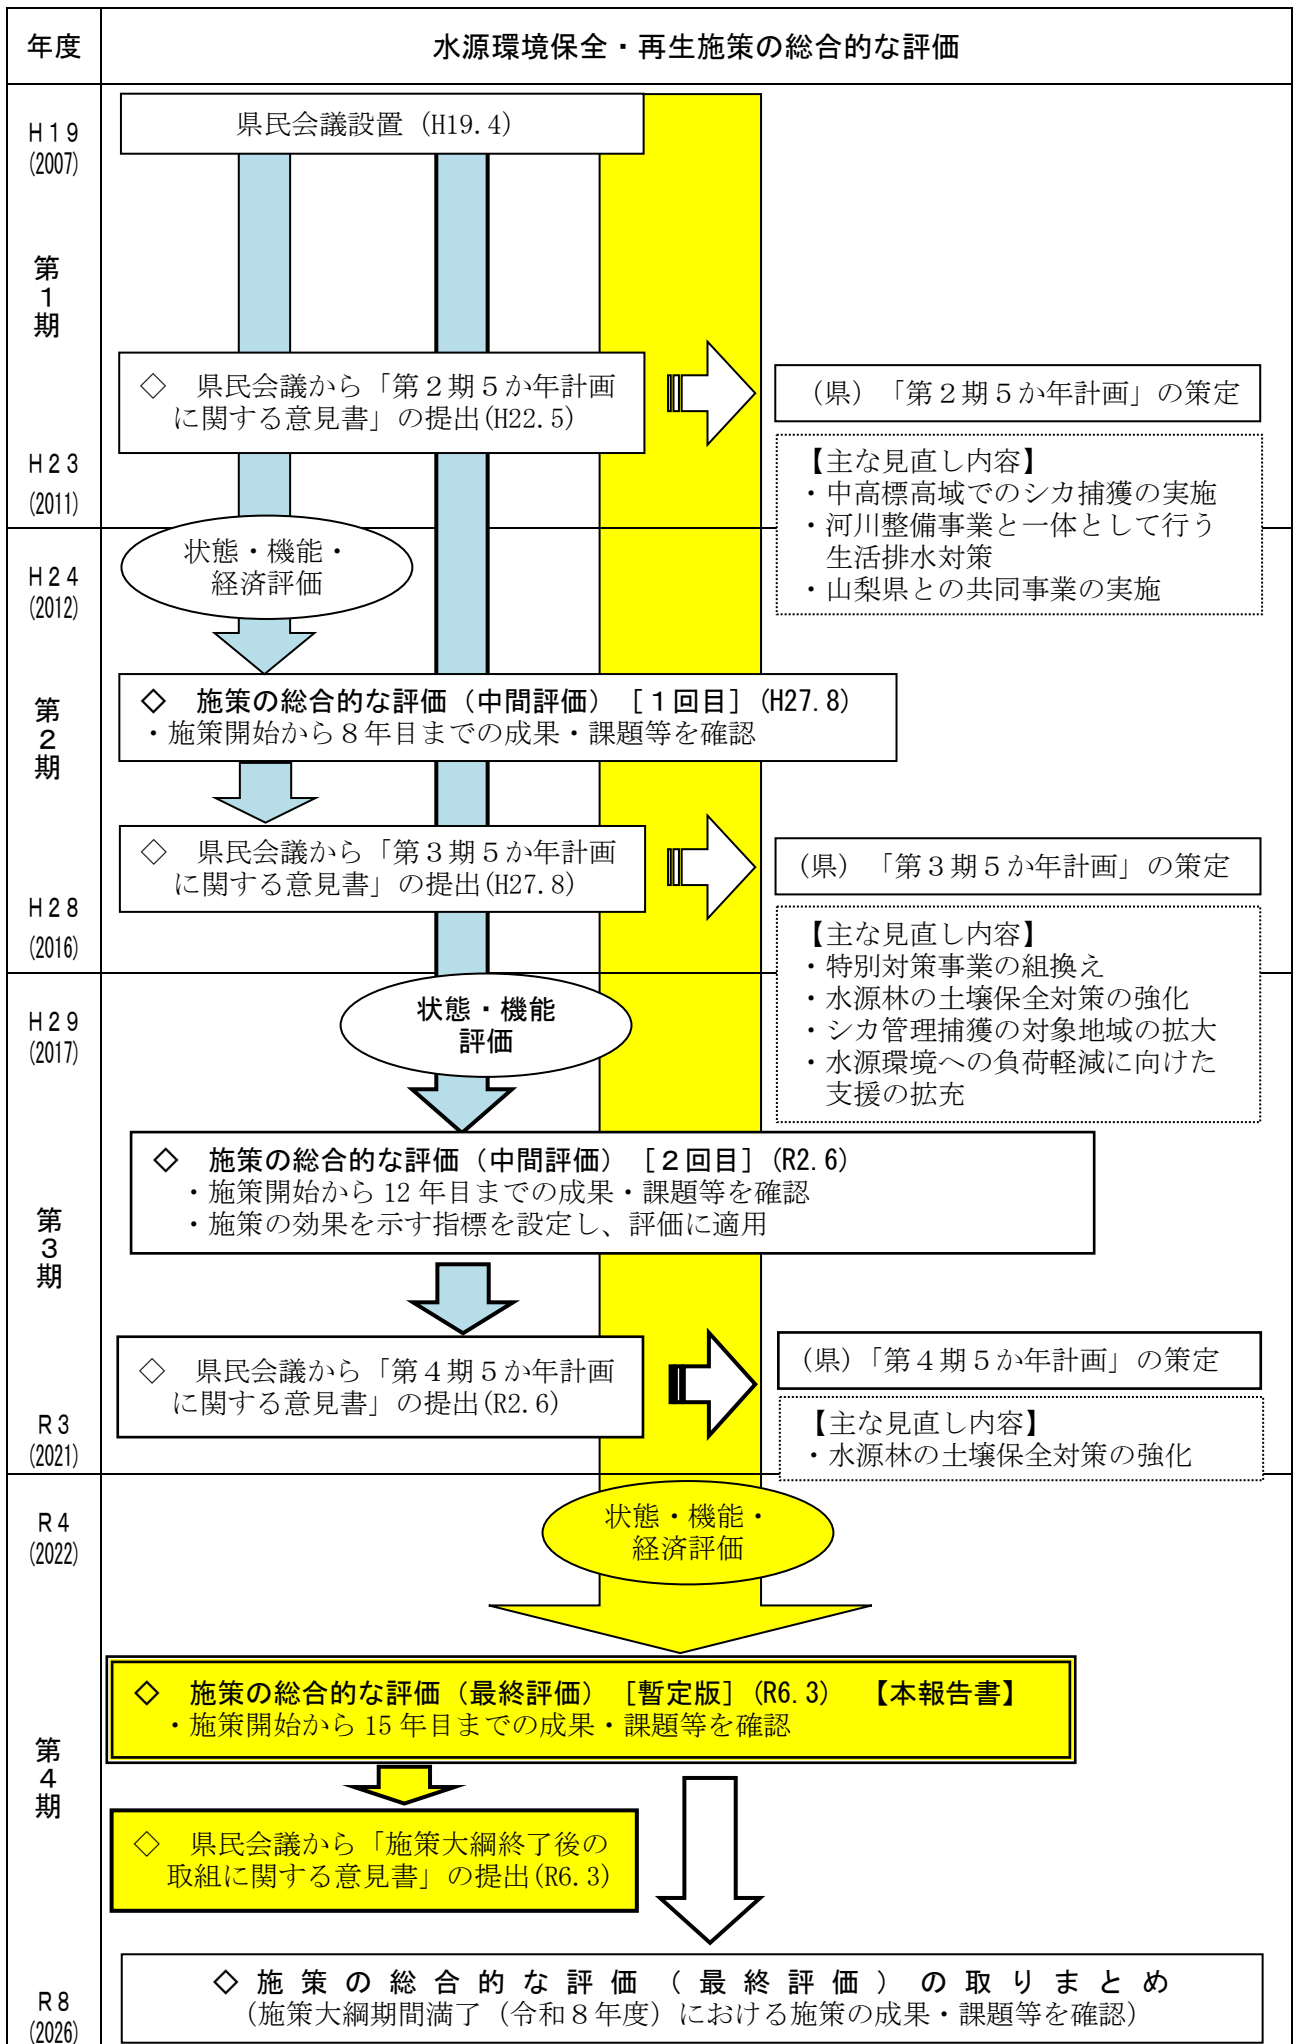 年度
水源環境保全・再生施策の総合的な評価
Ｈ１９
(2007)
県民会議設置 (H19.4)
第
１
期
◇　県民会議から「第２期５か年計画
に関する意見書」の提出(H22.5)
（県）「第２期５か年計画」の策定
【主な見直し内容】
・中高標高域でのシカ捕獲の実施
・河川整備事業と一体として行う
生活排水対策
・山梨県との共同事業の実施
Ｈ２３
(2011)
Ｈ２４
(2012)
状態・機能・
経済評価
第
２
期
◇　施策の総合的な評価（中間評価）［１回目］(H27.8)
・施策開始から８年目までの成果・課題等を確認
◇　県民会議から「第３期５か年計画
に関する意見書」の提出(H27.8)
（県）「第３期５か年計画」の策定
【主な見直し内容】
・特別対策事業の組換え
・水源林の土壌保全対策の強化
・シカ管理捕獲の対象地域の拡大
・水源環境への負荷軽減に向けた
支援の拡充
Ｈ２８
(2016)
Ｈ２９
(2017)
状態・機能
評価
第
３
期
◇　施策の総合的な評価（中間評価）［２回目］(R2.6)
・施策開始から 12 年目までの成果・課題等を確認
・施策の効果を示す指標を設定し、評価に適用
◇　県民会議から「第４期５か年計画
に関する意見書」の提出(R2.6)
（県）「第４期５か年計画」の策定
【主な見直し内容】
・水源林の土壌保全対策の強化
Ｒ３
(2021)
Ｒ４
(2022)
状態・機能・
経済評価
第
４
期
◇　施策の総合的な評価（最終評価）［暫定版］(R6.3)　【本報告書】
・施策開始から 15 年目までの成果・課題等を確認
◇　県民会議から「施策大綱終了後の
取組に関する意見書」の提出(R6.3)
Ｒ８
(2026)
◇施策の総合的な評価（最終評価）の取りまとめ
（施策大綱期間満了（令和８年度）における施策の成果・課題等を確認）